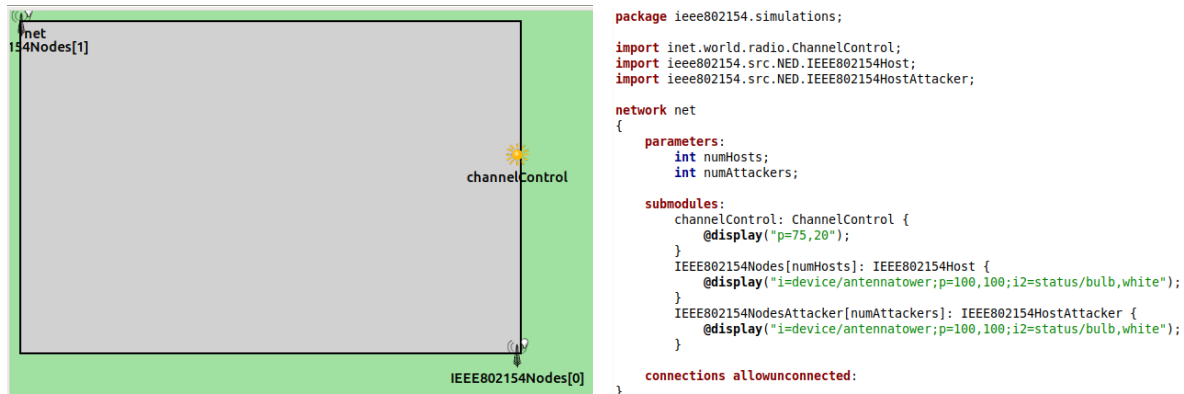 net
154Nodes[1]
channelControl
IEEE802154Nodes[0]
package ieee802154.simulations;
import inet.world.radio.ChannelControl;
import ieee802154.src.NED.IEEE802154Host;
import ieee802154.src.NED.IEEE802154HostAttacker;
network net
{
parameters:
int numHosts;
int numAttackers;
submodules:
channelControl: ChannelControl {
@display("p=75,20");
}
IEEE802154Nodes[numHosts]: IEEE802154Host {
@display("i=device/antennatower;p=100,100;i2=status/bulb,white");
}
IEEE802154NodesAttacker[numAttackers]: IEEE802154HostAttacker {
@display("i=device/antennatower;p=100,100;i2=status/bulb,white");
}
connections allowunconnected:
}